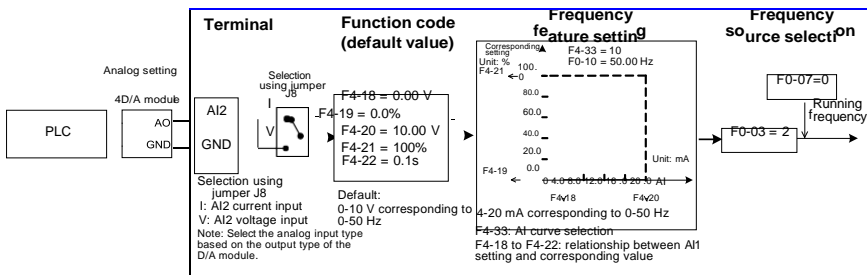 Terminal
Function code
(default value)
Frequency
feature setting
Frequency
source selection
Analog setting
4D/A module
PLC
AO
GND
AI2
GND
Selection
using jumper
J8
I
V
F4-18 = 0.00 V
F4-19 = 0.0%
F4-20 = 10.00 V
F4-21 = 100%
F4-22 = 0.1s
Corresponding
setting
Unit: %
F4-21
F4-33 = 10
F0-10 = 50.00 Hz
100.
0
80.0
60.0
40.0
20.0
0.0
F4-19
Unit: mA
0 4.0 8.0 12.0 16.0 20.0 AI
F4-18
F4-20
F0-07=0
Running
frequency
F0-03 = 2
Selection using
jumper J8
I: AI2 current input
V: AI2 voltage input
Note: Select the analog input type
based on the output type of the
D/A module.
Default:
0-10 V corresponding to
0-50 Hz
4-20 mA corresponding to 0-50 Hz
F4-33: AI curve selection
F4-18 to F4-22: relationship between AI1
setting and corresponding value